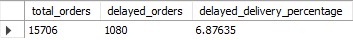 total_orders delayed_orders delayed_delivery_percentage
15706 1080 6.87635